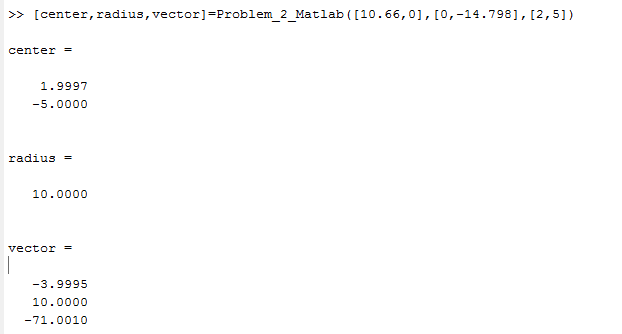 >> [center,radius,vector]=Problem_2_Matlab([10.66,0],[0,-14.798],[2,5])
center =
1.9997
-5.0000
radius =
10.0000
vector =
-3.9995
10.0000
-71.0010